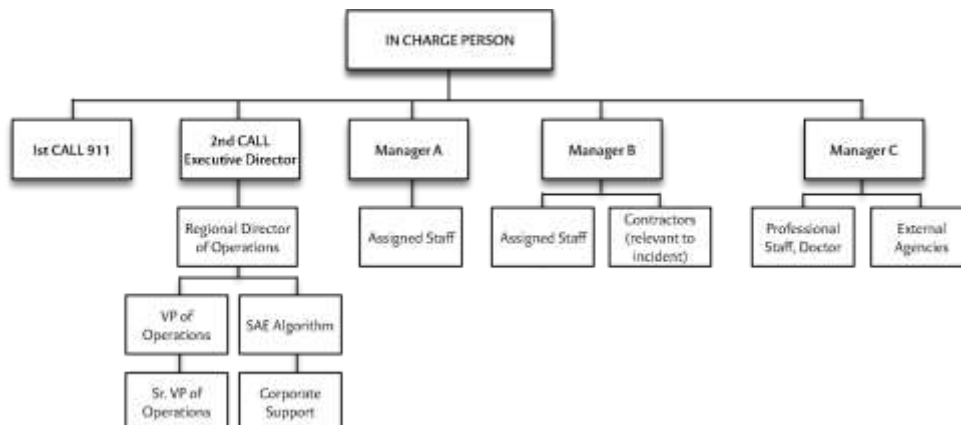 IN CHARGE PERSON
1st CALL 911
2nd CALL
Executive Director
Manager A
Manager B
Manager C
Regional Director
of Operations
Assigned Staff
Assigned Staff
Contractors
(relevant to
incident)
Professional
Staff, Doctor
External
Agencies
VP of
Operations
SAE Algorithm
Sr. VP of
Operations
Corporate
Support